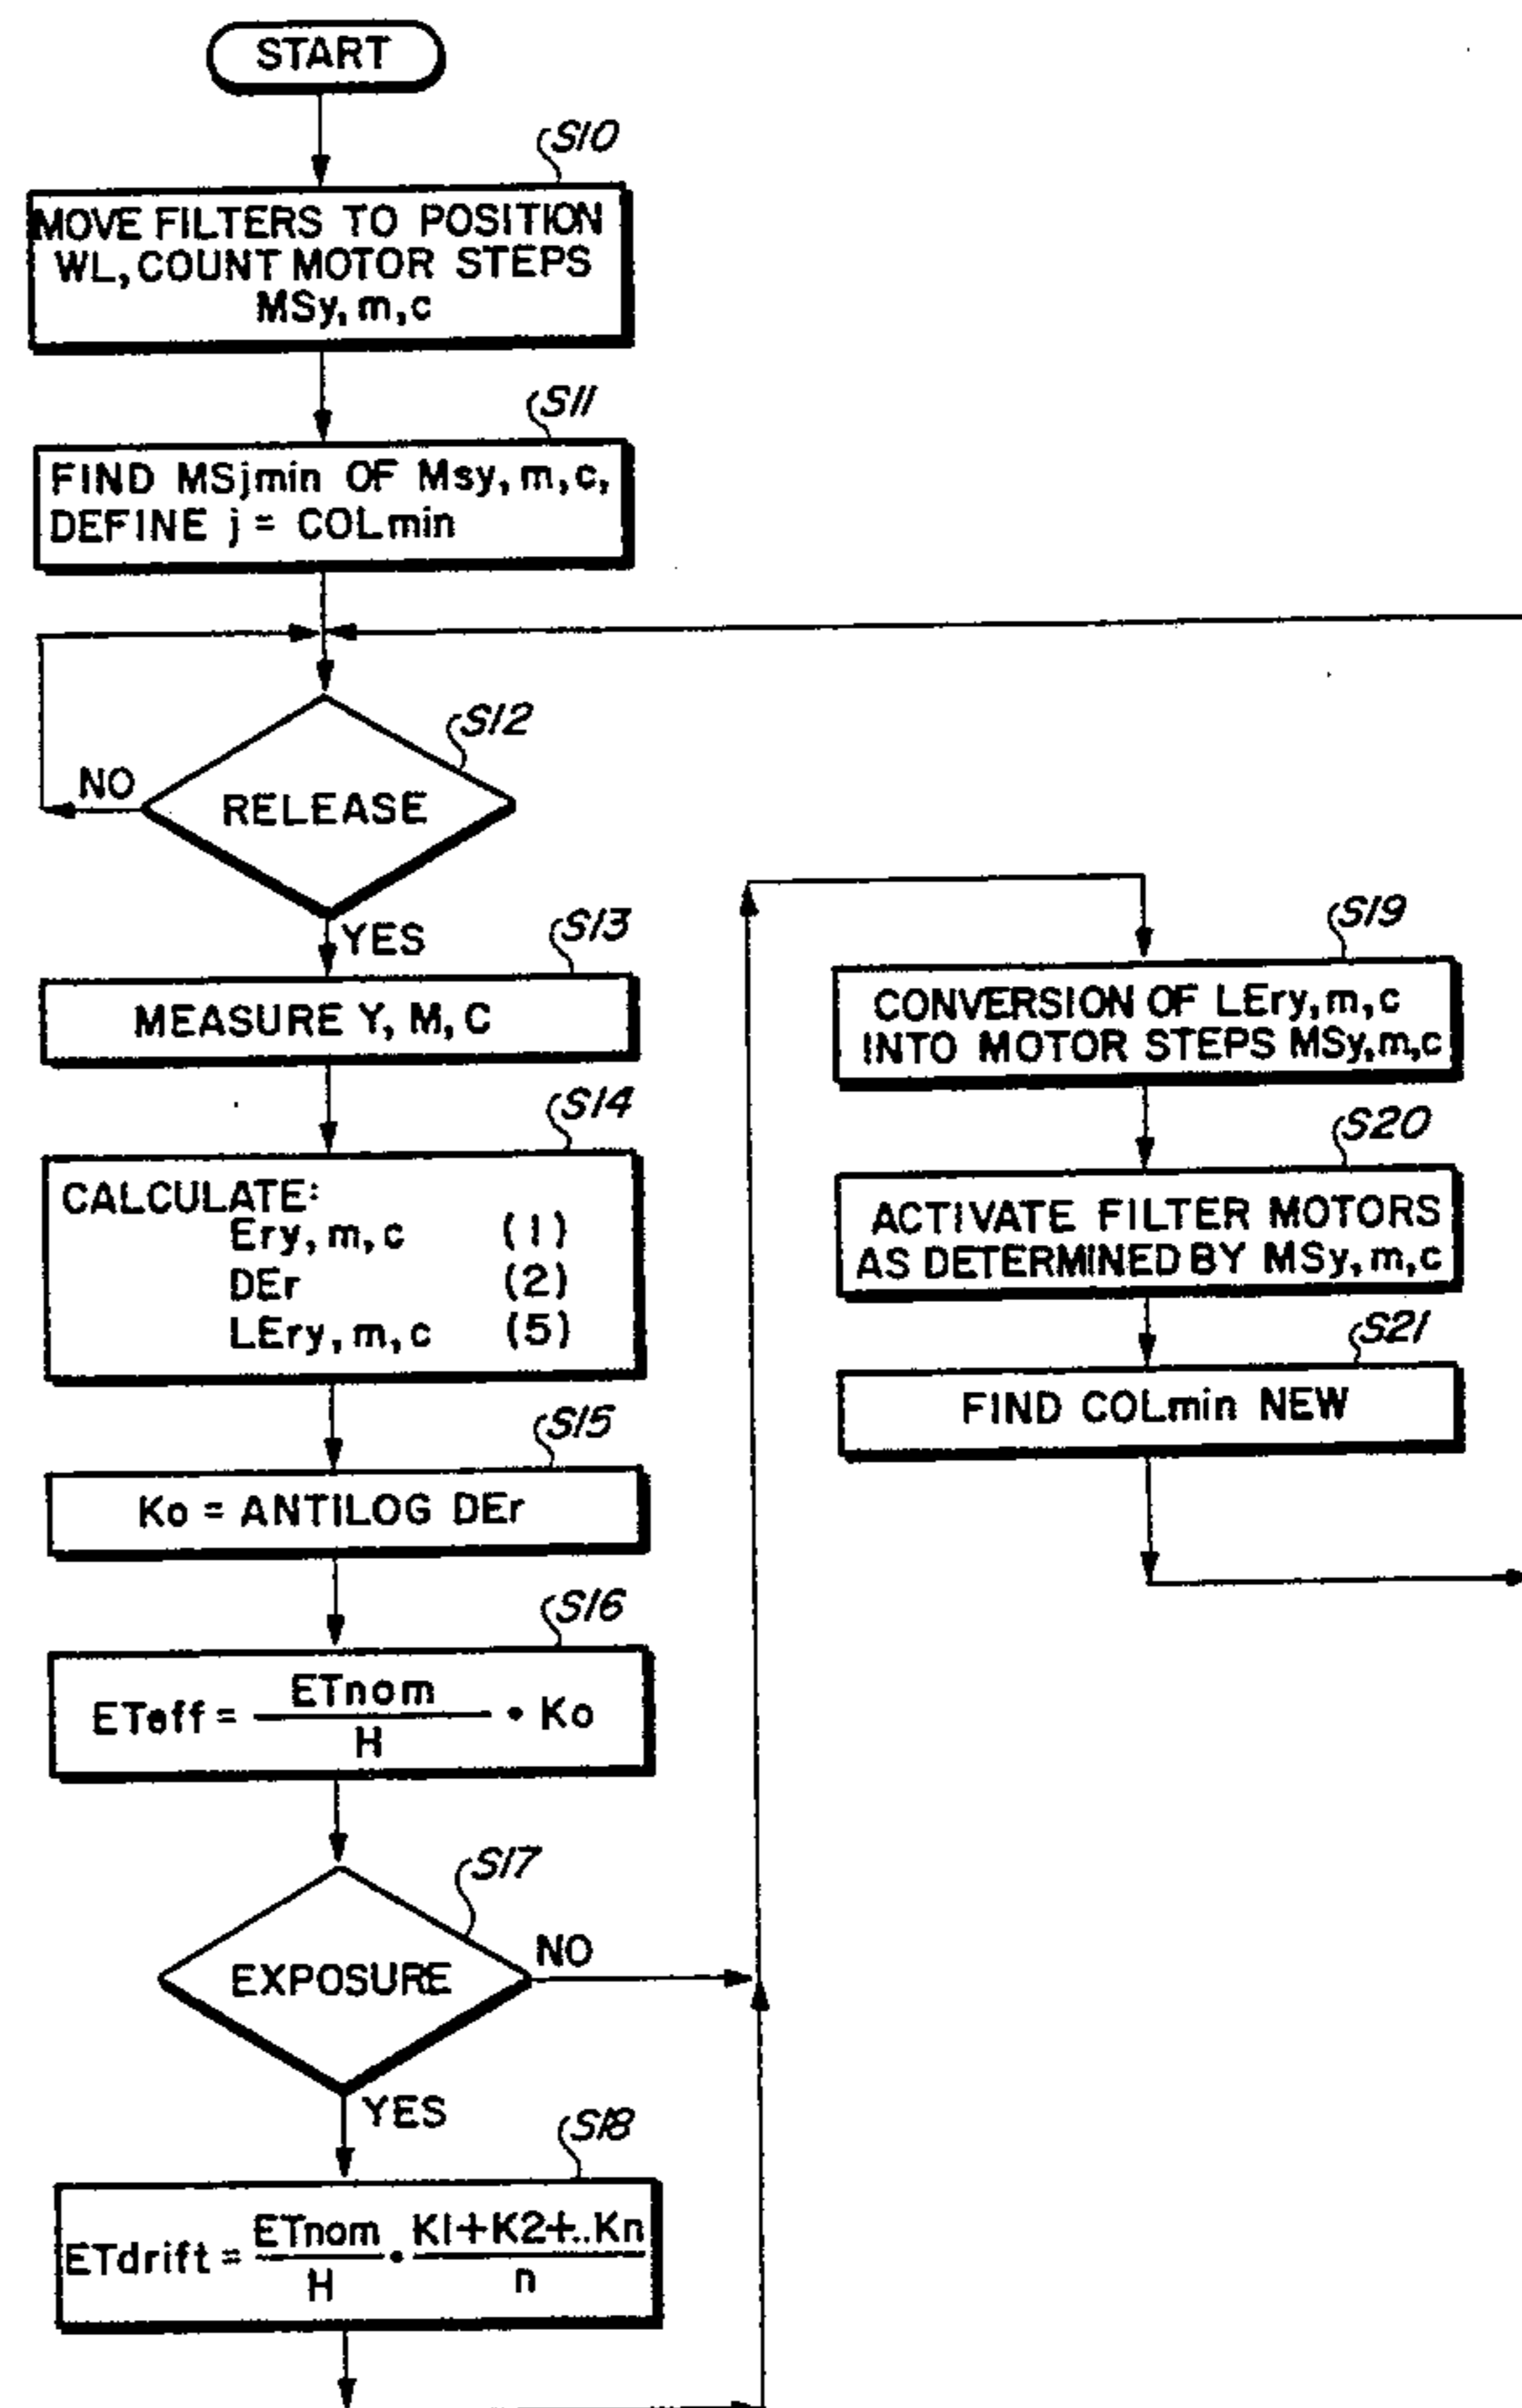 START
S10
MOVE FILTERS TO POSITION
WL, COUNT MOTOR STEPS
MSy, m, c
S11
FIND MSjmin OF Msy, m, c,
DEFINE j = COLmin
S12
NO
RELEASE
YES
S13
MEASURE Y, M, C
S14
CALCULATE:
Ery, m, c (1)
DEr (2)
LEry, m, c (5)
S15
Ko = ANTILOG DEr
S16
ETeff = ETnom / H • Ko
S17
EXPOSURE
NO
YES
S18
ETdrift = ETnom / H • K1+K2+..Kn / n
S19
CONVERSION OF LEry, m, c
INTO MOTOR STEPS MSy, m, c
S20
ACTIVATE FILTER MOTORS
AS DETERMINED BY MSy, m, c
S21
FIND COLmin NEW